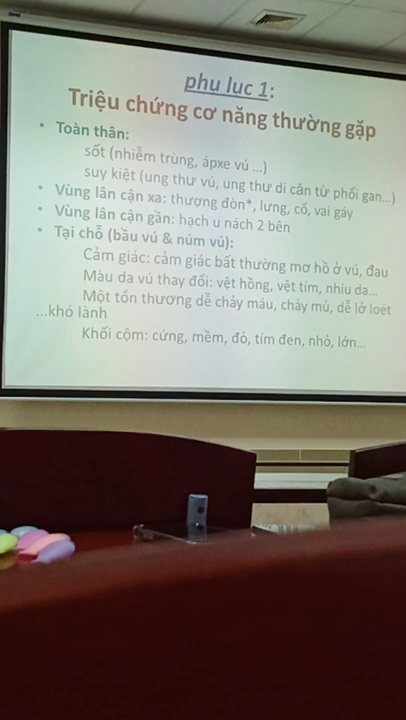 phụ lục 1:
Triệu chứng cơ năng thường gặp
• Toàn thân:
sốt (nhiễm trùng, ápxe vú ...)
suy kiệt (ung thư vú, ung thư di căn từ phổi gan...)
• Vùng lân cận xa: thượng đòn*, lưng, cổ, vai gáy
• Vùng lân cận gần: hạch u nách 2 bên
• Tại chỗ (bầu vú & núm vú):
Cảm giác: cảm giác bất thường mơ hồ ở vú, đau
Màu da vú thay đổi: vệt hồng, vệt tím, nhíu da...
Một tổn thương dễ chảy máu, chảy mủ, dễ lở loét
...khó lành
Khối cộm: cứng, mềm, đỏ, tím đen, nhỏ, lớn...